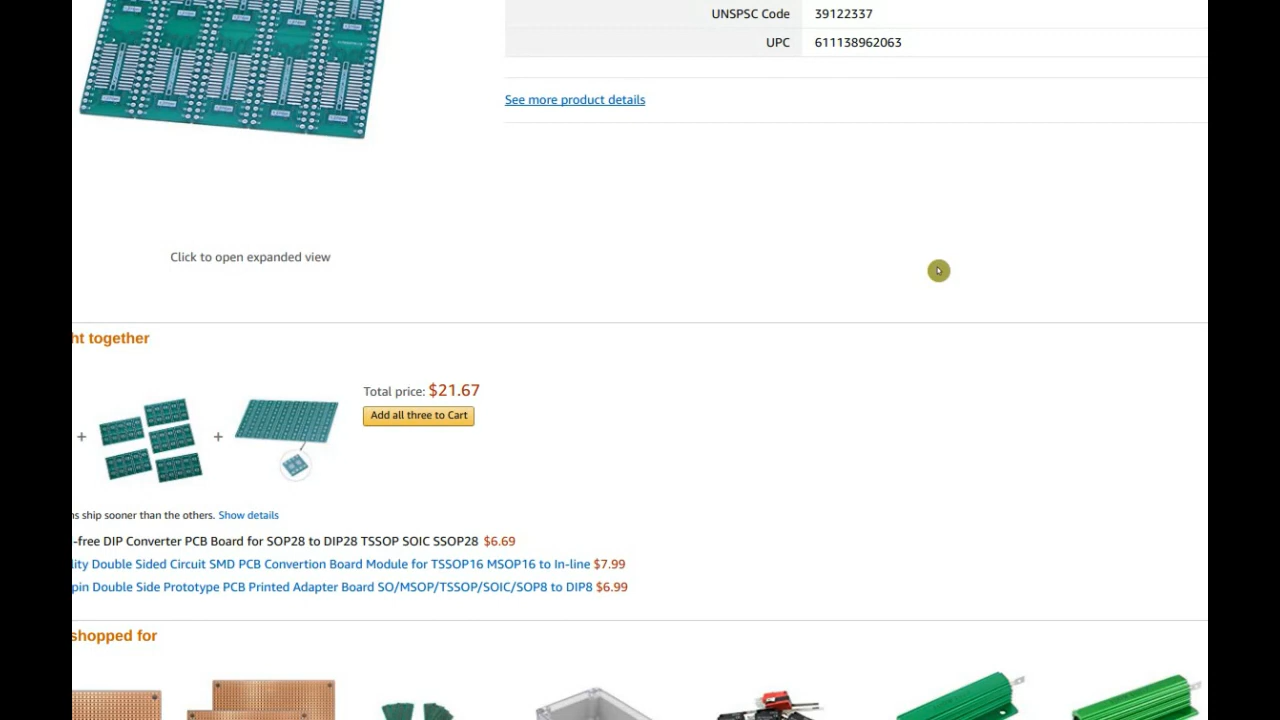 UNSPSC Code 39122337
UPC 611138962063
See more product details
Click to open expanded view
ht together
Total price: $21.67
Add all three to Cart
+ +
ns ship sooner than the others. Show details
-free DIP Converter PCB Board for SOP28 to DIP28 TSSOP SOIC SSOP28 $6.69
lity Double Sided Circuit SMD PCB Convertion Board Module for TSSOP16 MSOP16 to In-line $7.99
pin Double Side Prototype PCB Printed Adapter Board SO/MSOP/TSSOP/SOIC/SOP8 to DIP8 $6.99
shopped for